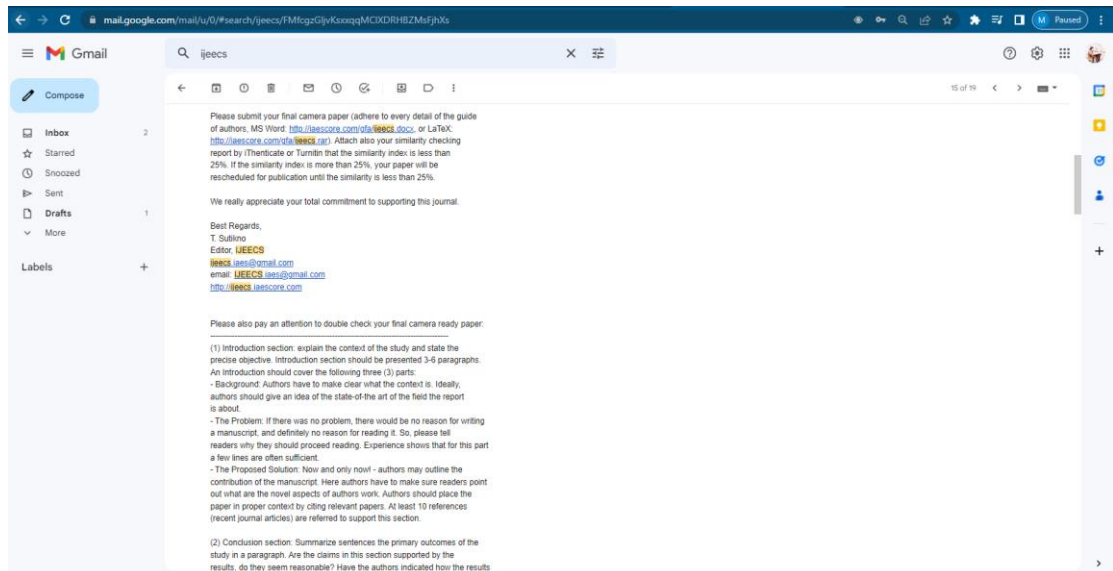 mail.google.com/mail/u/0/#search/ijeecs/FMfcgzGljvKsxxqqMClXDRHBZMsFjhXs
M Paused
Gmail
ijeecs
Compose
15 of 19
Inbox 2
Starred
Snoozed
Sent
Drafts 1
More
Labels
Please submit your final camera paper (adhere to every detail of the guide
of authors, MS Word: http://iaescore.com/gfa/ijeecs.docx, or LaTeX:
http://iaescore.com/gfa/ijeecs.rar). Attach also your similarity checking
report by iThenticate or Turnitin that the similarity index is less than
25%. If the similarity index is more than 25%, your paper will be
rescheduled for publication until the similarity is less than 25%.
We really appreciate your total commitment to supporting this journal.
Best Regards,
T. Sutikno
Editor, IJEECS
ijeecs.iaes@gmail.com
email: IJEECS.iaes@gmail.com
http://ijeecs.iaescore.com
Please also pay an attention to double check your final camera ready paper:
(1) Introduction section: explain the context of the study and state the
precise objective. Introduction section should be presented 3-6 paragraphs.
An Introduction should cover the following three (3) parts:
- Background: Authors have to make clear what the context is. Ideally,
authors should give an idea of the state-of-the art of the field the report
is about.
- The Problem: If there was no problem, there would be no reason for writing
a manuscript, and definitely no reason for reading it. So, please tell
readers why they should proceed reading. Experience shows that for this part
a few lines are often sufficient.
- The Proposed Solution: Now and only now! - authors may outline the
contribution of the manuscript. Here authors have to make sure readers point
out what are the novel aspects of authors work. Authors should place the
paper in proper context by citing relevant papers. At least 10 references
(recent journal articles) are referred to support this section.
(2) Conclusion section: Summarize sentences the primary outcomes of the
study in a paragraph. Are the claims in this section supported by the
results, do they seem reasonable? Have the authors indicated how the results